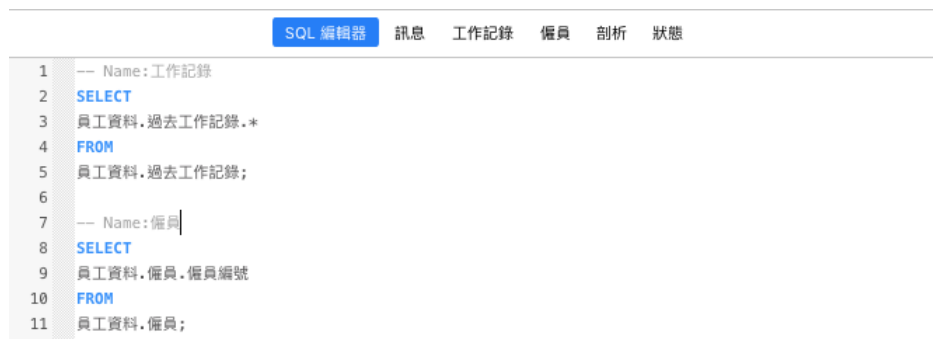 SQL 編輯器 訊息 工作記錄 僱員 剖析 狀態
1 -- Name:工作記錄
2 SELECT
3 員工資料.過去工作記錄.*
4 FROM
5 員工資料.過去工作記錄;
6
7 -- Name:僱員
8 SELECT
9 員工資料.僱員.僱員編號
10 FROM
11 員工資料.僱員;